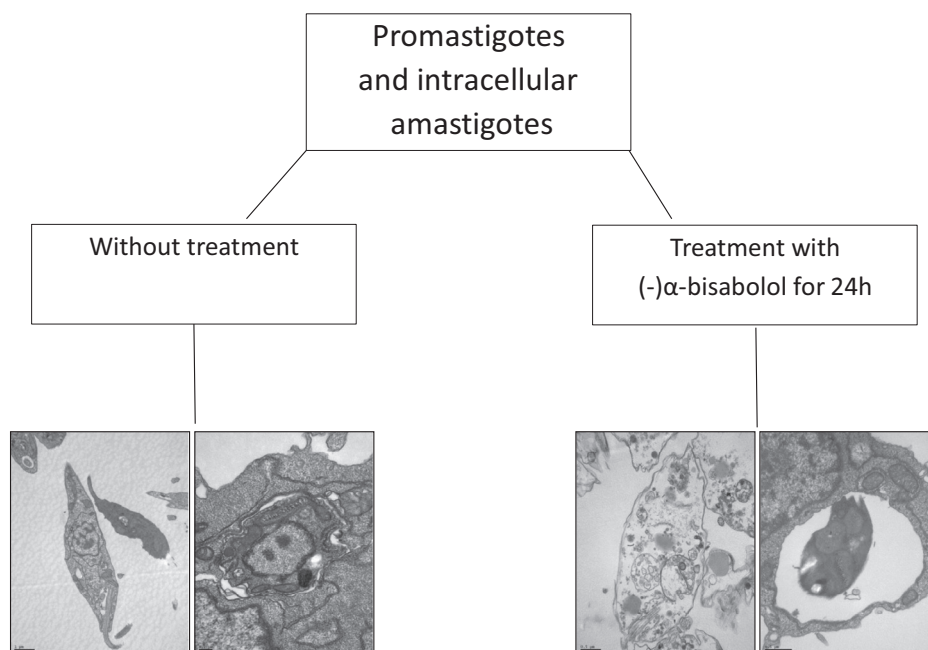 Promastigotes
and intracellular
amastigotes
Without treatment
Treatment with
(-)α-bisabolol for 24h